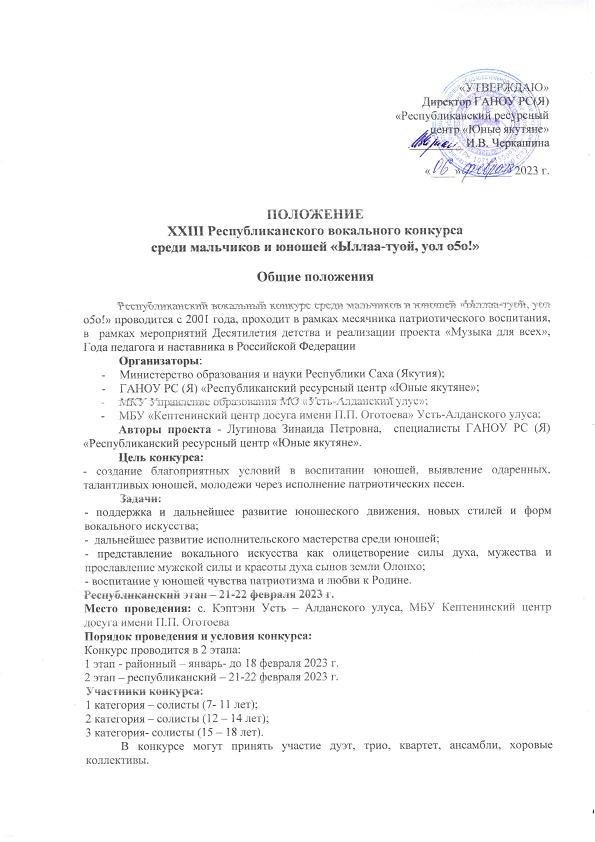 «УТВЕРЖДАЮ»
Директор ГАНОУ РС(Я)
«Республиканский ресурсный
центр «Юные якутяне»
И.В. Черкашина
« 06 » февраля 2023 г.
ПОЛОЖЕНИЕ
XXIII Республиканского вокального конкурса
среди мальчиков и юношей «Ыллаа-туой, уол о5о!»
Общие положения
Республиканский вокальный конкурс среди мальчиков и юношей «Ыллаа-туой, уол
о5о!» проводится с 2001 года, проходит в рамках месячника патриотического воспитания,
в рамках мероприятий Десятилетия детства и реализации проекта «Музыка для всех»,
Года педагога и наставника в Российской Федерации
Организаторы:
- Министерство образования и науки Республики Саха (Якутия);
- ГАНОУ РС (Я) «Республиканский ресурсный центр «Юные якутяне»;
- МКУ Управление образования МО «Усть-Алданский улус»;
- МБУ «Кептенинский центр досуга имени П.П. Оготоева» Усть-Алданского улуса;
Авторы проекта - Лугинова Зинаида Петровна, специалисты ГАНОУ РС (Я)
«Республиканский ресурсный центр «Юные якутяне».
Цель конкурса:
- создание благоприятных условий в воспитании юношей, выявление одаренных,
талантливых юношей, молодежи через исполнение патриотических песен.
Задачи:
- поддержка и дальнейшее развитие юношеского движения, новых стилей и форм
вокального искусства;
- дальнейшее развитие исполнительского мастерства среди юношей;
- представление вокального искусства как олицетворение силы духа, мужества и
прославление мужской силы и красоты духа сынов земли Олонхо;
- воспитание у юношей чувства патриотизма и любви к Родине.
Республиканский этап – 21-22 февраля 2023 г.
Место проведения: с. Кэптэни Усть – Алданского улуса, МБУ Кептенинский центр
досуга имени П.П. Оготоева
Порядок проведения и условия конкурса:
Конкурс проводится в 2 этапа:
1 этап - районный – январь- до 18 февраля 2023 г.
2 этап – республиканский – 21-22 февраля 2023 г.
Участники конкурса:
1 категория – солисты (7- 11 лет);
2 категория – солисты (12 – 14 лет);
3 категория- солисты (15 – 18 лет).
В конкурсе могут принять участие дуэт, трио, квартет, ансамбли, хоровые
коллективы.